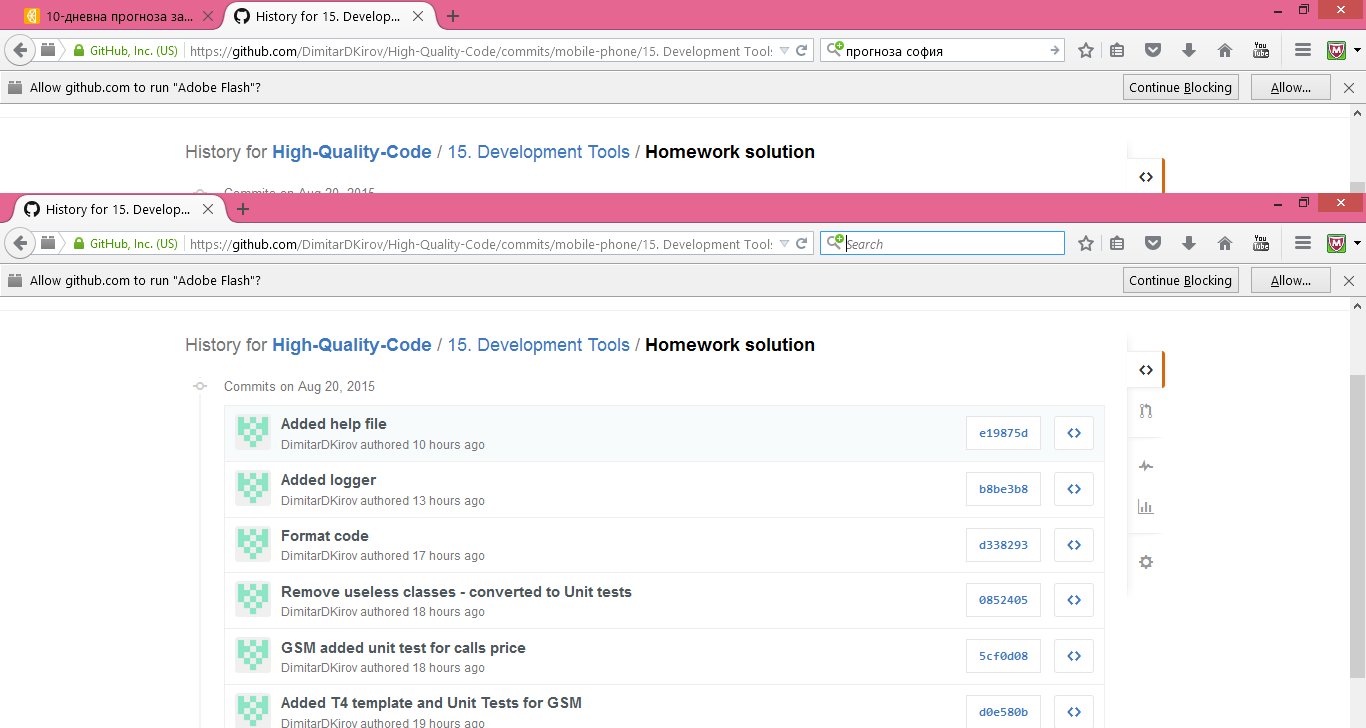 10-дневна прогноза за...
History for 15. Develop...
GitHub, Inc. (US)
https://github.com/DimitarDKirov/High-Quality-Code/commits/mobile-phone/15. Development Tools
прогноза софия
You Tube
Allow github.com to run "Adobe Flash"?
Continue Blocking
Allow...
History for High-Quality-Code / 15. Development Tools / Homework solution
Commits on Aug 20, 2015
History for 15. Develop...
GitHub, Inc. (US)
https://github.com/DimitarDKirov/High-Quality-Code/commits/mobile-phone/15. Development Tools
Search
You Tube
Allow github.com to run "Adobe Flash"?
Continue Blocking
Allow...
History for High-Quality-Code / 15. Development Tools / Homework solution
Commits on Aug 20, 2015
Added help file
DimitarDKirov authored 10 hours ago
e19875d
Added logger
DimitarDKirov authored 13 hours ago
b8be3b8
Format code
DimitarDKirov authored 17 hours ago
d338293
Remove useless classes - converted to Unit tests
DimitarDKirov authored 18 hours ago
0852405
GSM added unit test for calls price
DimitarDKirov authored 18 hours ago
5cf0d08
Added T4 template and Unit Tests for GSM
DimitarDKirov authored 19 hours ago
d0e580b